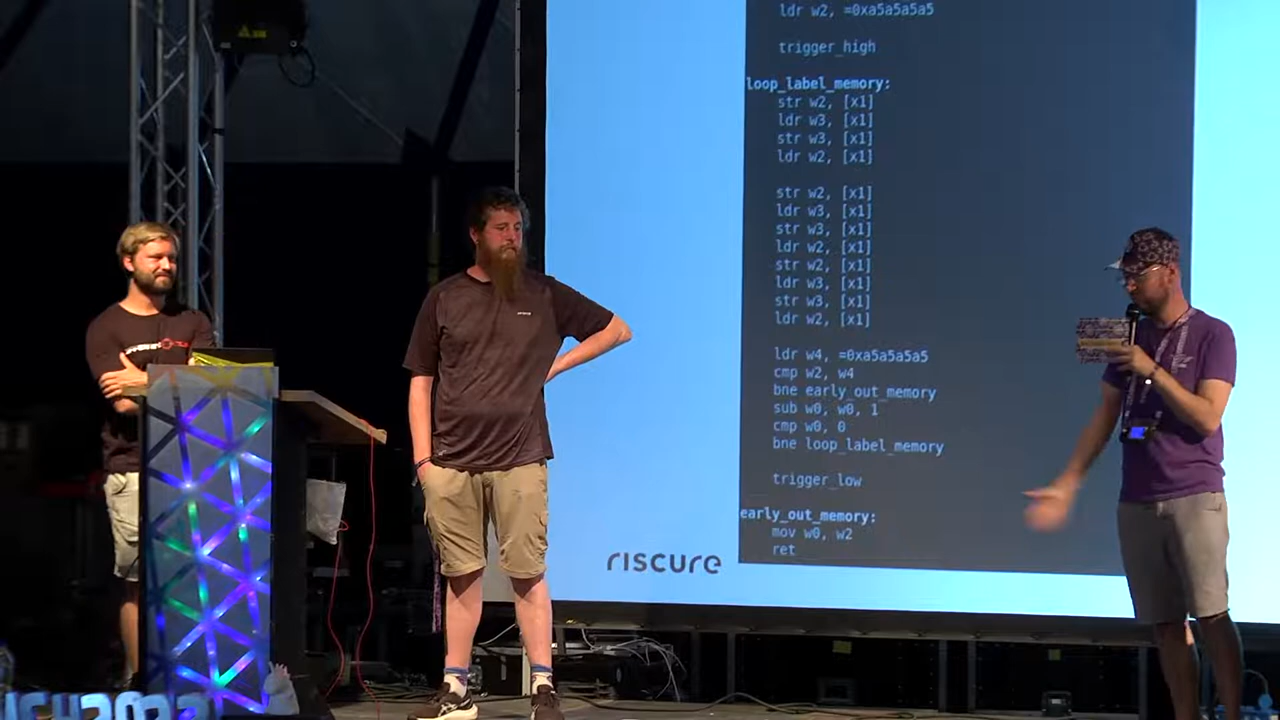 ldr w2, =0xa5a5a5a5
trigger_high
loop_label_memory:
str w2, [x1]
ldr w3, [x1]
str w3, [x1]
ldr w2, [x1]
str w2, [x1]
ldr w3, [x1]
str w3, [x1]
ldr w2, [x1]
str w2, [x1]
ldr w3, [x1]
str w3, [x1]
ldr w2, [x1]
ldr w4, =0xa5a5a5a5
cmp w2, w4
bne early_out_memory
sub w0, w0, 1
cmp w0, 0
bne loop_label_memory
trigger_low
early_out_memory:
mov w0, w2
ret
riscure